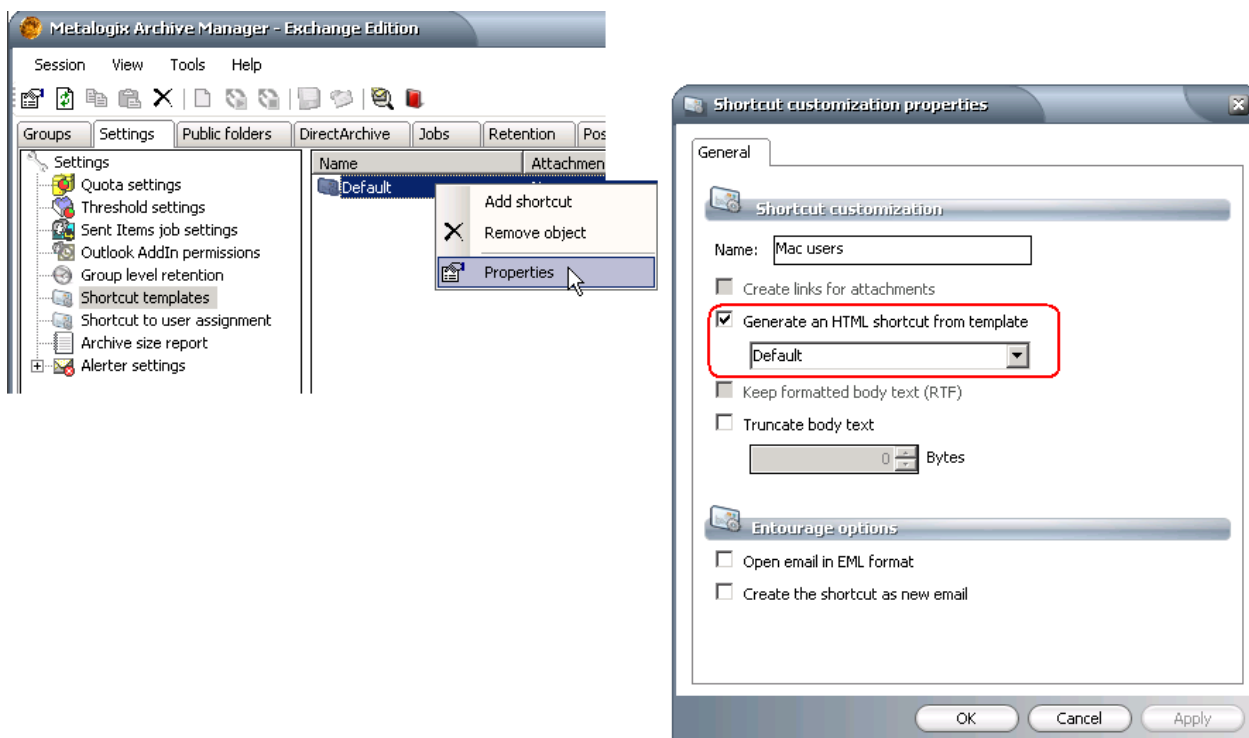 Metalogix Archive Manager - Exchange Edition
Session View Tools Help
Groups Settings Public folders DirectArchive Jobs Retention Pos
Settings
Quota settings
Threshold settings
Sent Items job settings
Outlook AddIn permissions
Group level retention
Shortcut templates
Shortcut to user assignment
Archive size report
Alerter settings
Name Attachmen
Default
Add shortcut
Remove object
Properties
Shortcut customization properties
General
Shortcut customization
Name: Mac users
Create links for attachments
Generate an HTML shortcut from template
Default
Keep formatted body text (RTF)
Truncate body text
0 Bytes
Entourage options
Open email in EML format
Create the shortcut as new email
OK Cancel Apply